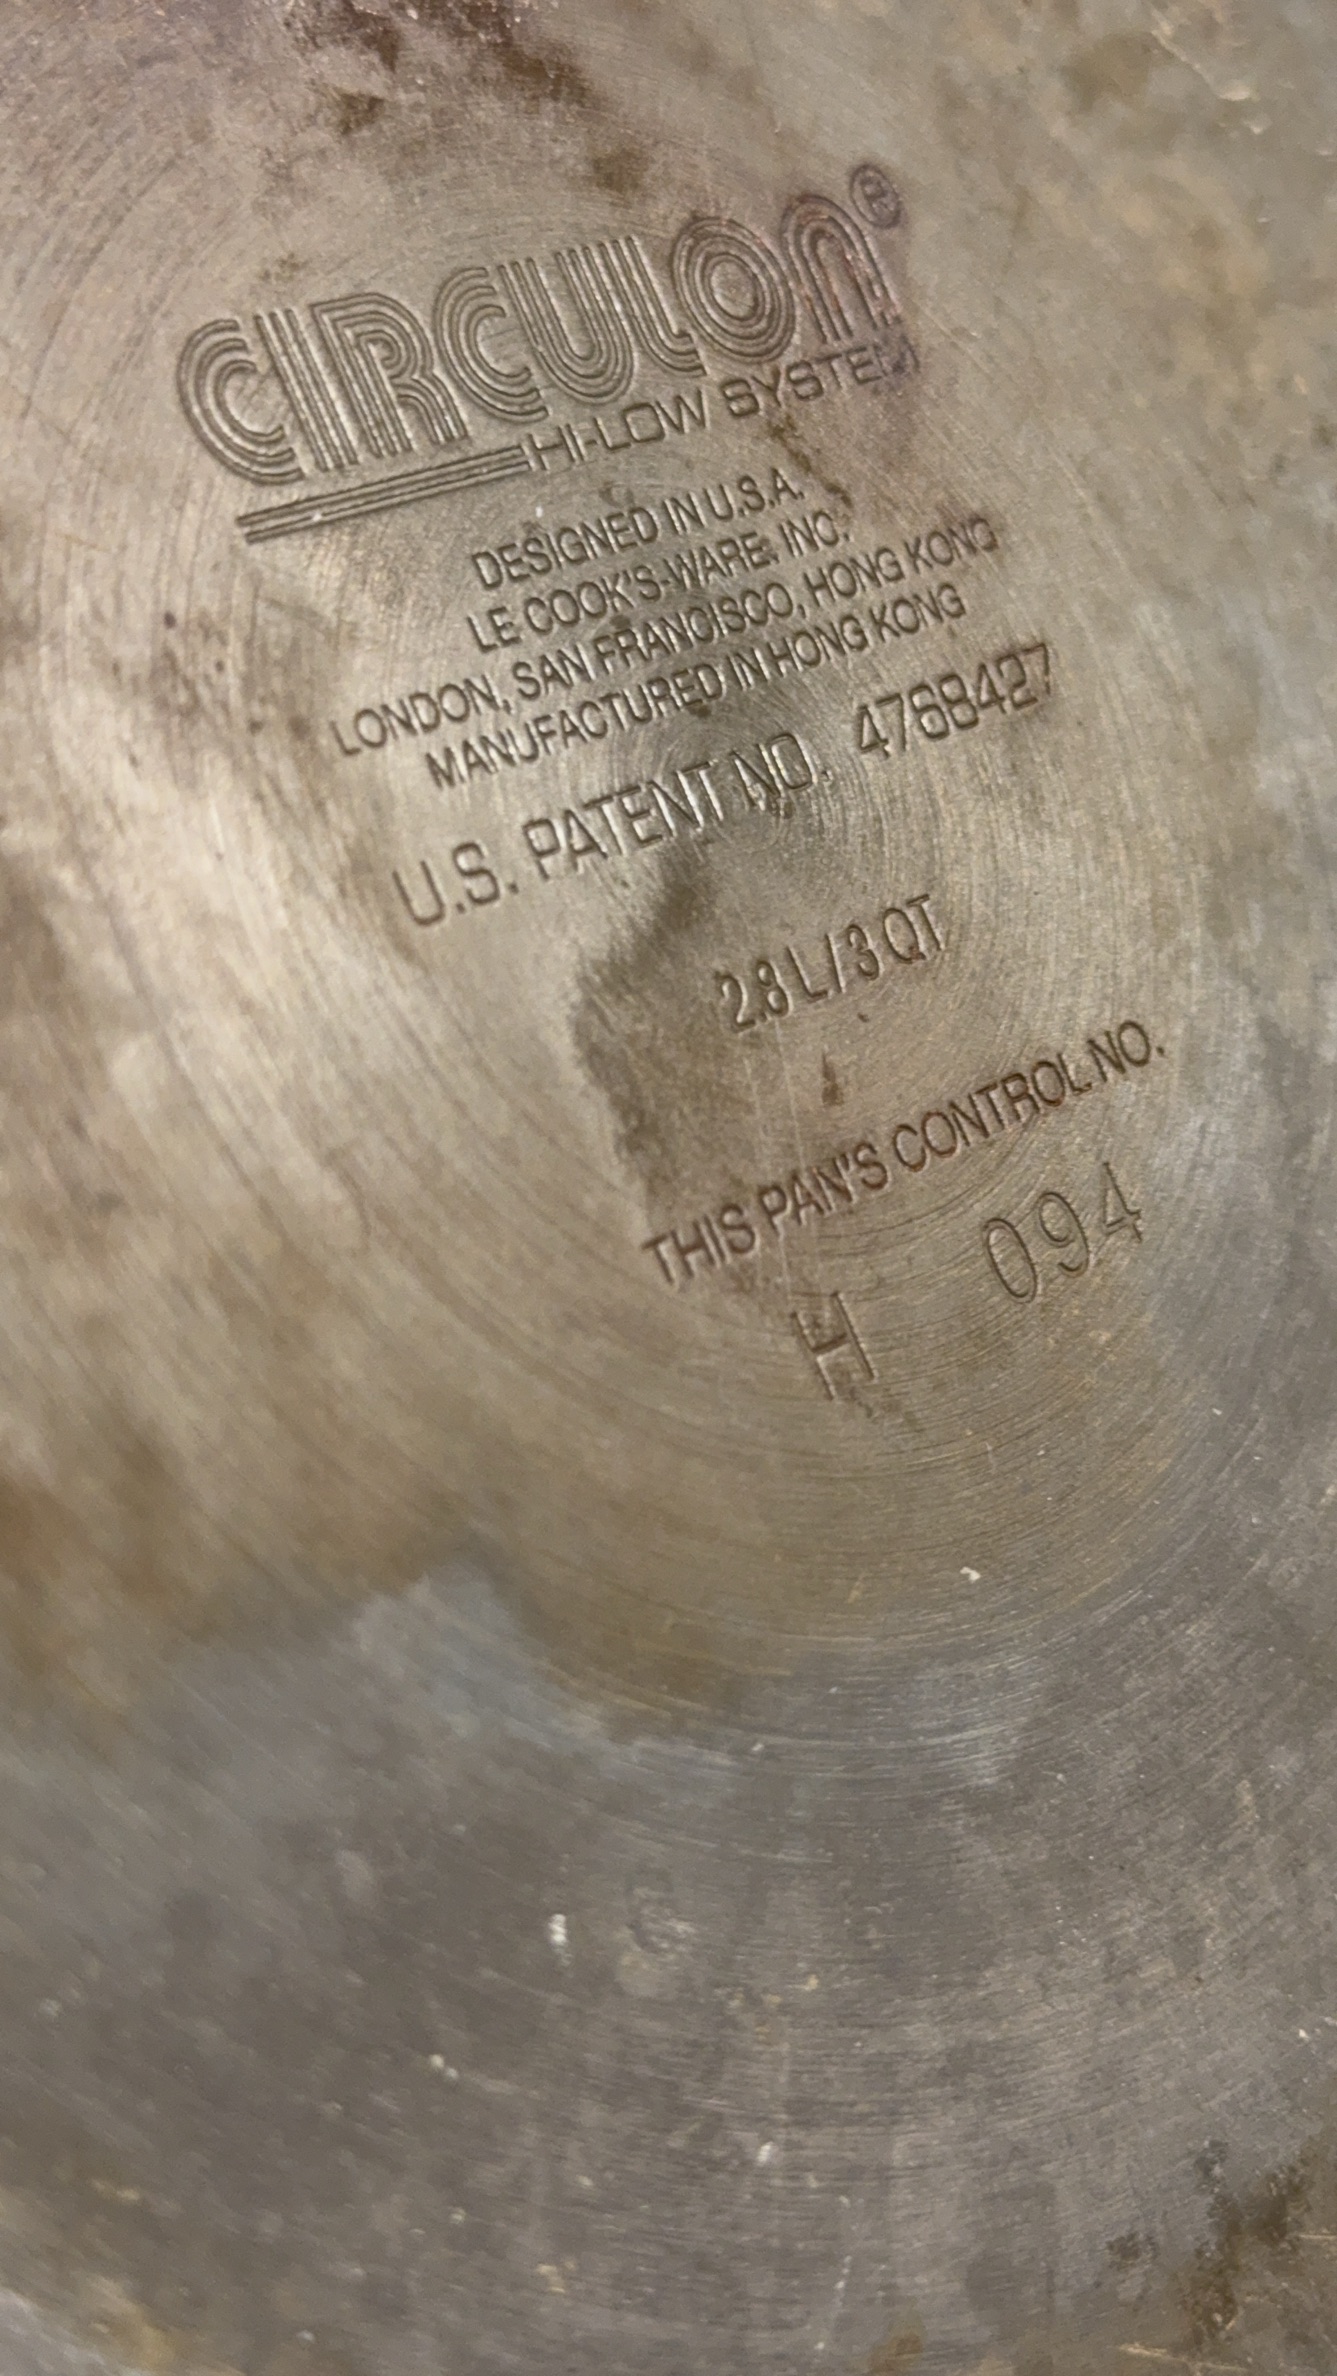 CIRCULON®
HI-LOW SYSTEM
DESIGNED IN U.S.A.
LE COOK'S-WARE, INC.
LONDON, SAN FRANCISCO, HONG KONG
MANUFACTURED IN HONG KONG
U.S. PATENT NO. 4768427
2.8 L / 3 QT
THIS PAN'S CONTROL NO.
H 094